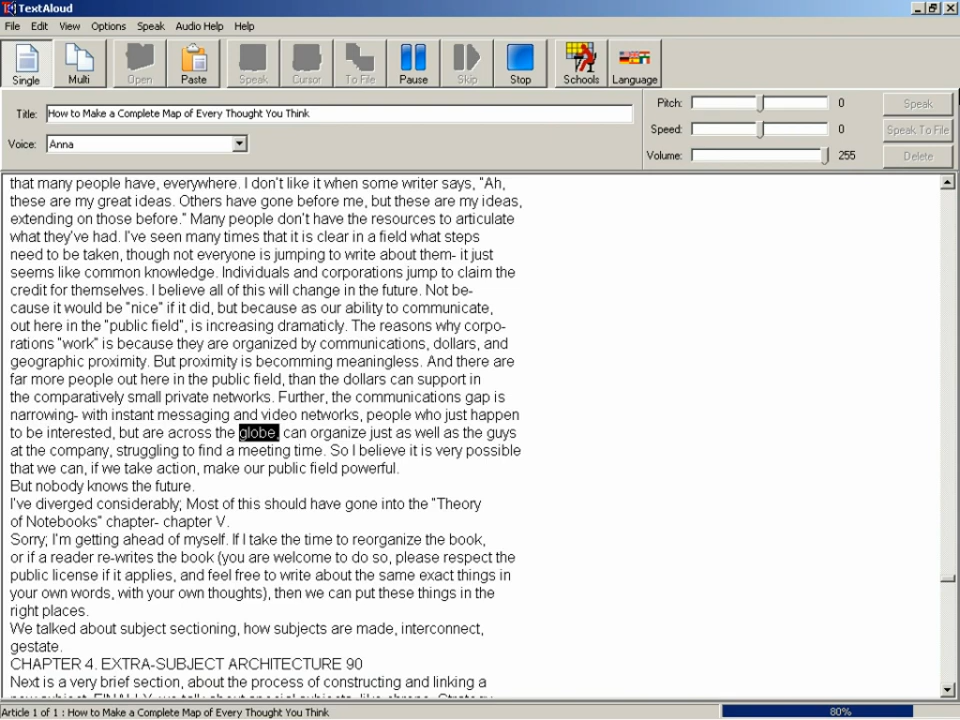 TextAloud
File Edit View Options Speak Audio Help Help
Single Multi Open Paste Speak Cursor To File Pause Skip Stop Schools Language
Title: How to Make a Complete Map of Every Thought You Think
Voice: Anna
Pitch: 0 Speak
Speed: 0 Speak To File
Volume: 255 Delete
that many people have, everywhere. I don't like it when some writer says, "Ah,
these are my great ideas. Others have gone before me, but these are my ideas,
extending on those before." Many people don't have the resources to articulate
what they've had. I've seen many times that it is clear in a field what steps
need to be taken, though not everyone is jumping to write about them- it just
seems like common knowledge. Individuals and corporations jump to claim the
credit for themselves. I believe all of this will change in the future. Not be-
cause it would be "nice" if it did, but because as our ability to communicate,
out here in the "public field", is increasing dramaticly. The reasons why corpo-
rations "work" is because they are organized by communications, dollars, and
geographic proximity. But proximity is becomming meaningless. And there are
far more people out here in the public field, than the dollars can support in
the comparatively small private networks. Further, the communications gap is
narrowing- with instant messaging and video networks, people who just happen
to be interested, but are across the globe, can organize just as well as the guys
at the company, struggling to find a meeting time. So I believe it is very possible
that we can, if we take action, make our public field powerful.
But nobody knows the future.
I've diverged considerably; Most of this should have gone into the "Theory
of Notebooks" chapter- chapter V.
Sorry; I'm getting ahead of myself. If I take the time to reorganize the book,
or if a reader re-writes the book (you are welcome to do so, please respect the
public license if it applies, and feel free to write about the same exact things in
your own words, with your own thoughts), then we can put these things in the
right places.
We talked about subject sectioning, how subjects are made, interconnect,
gestate.
CHAPTER 4. EXTRA-SUBJECT ARCHITECTURE 90
Next is a very brief section, about the process of constructing and linking a
new subject. FINALLY, we talk about special subjects, like chrono, Strategy
Article 1 of 1 : How to Make a Complete Map of Every Thought You Think 80%